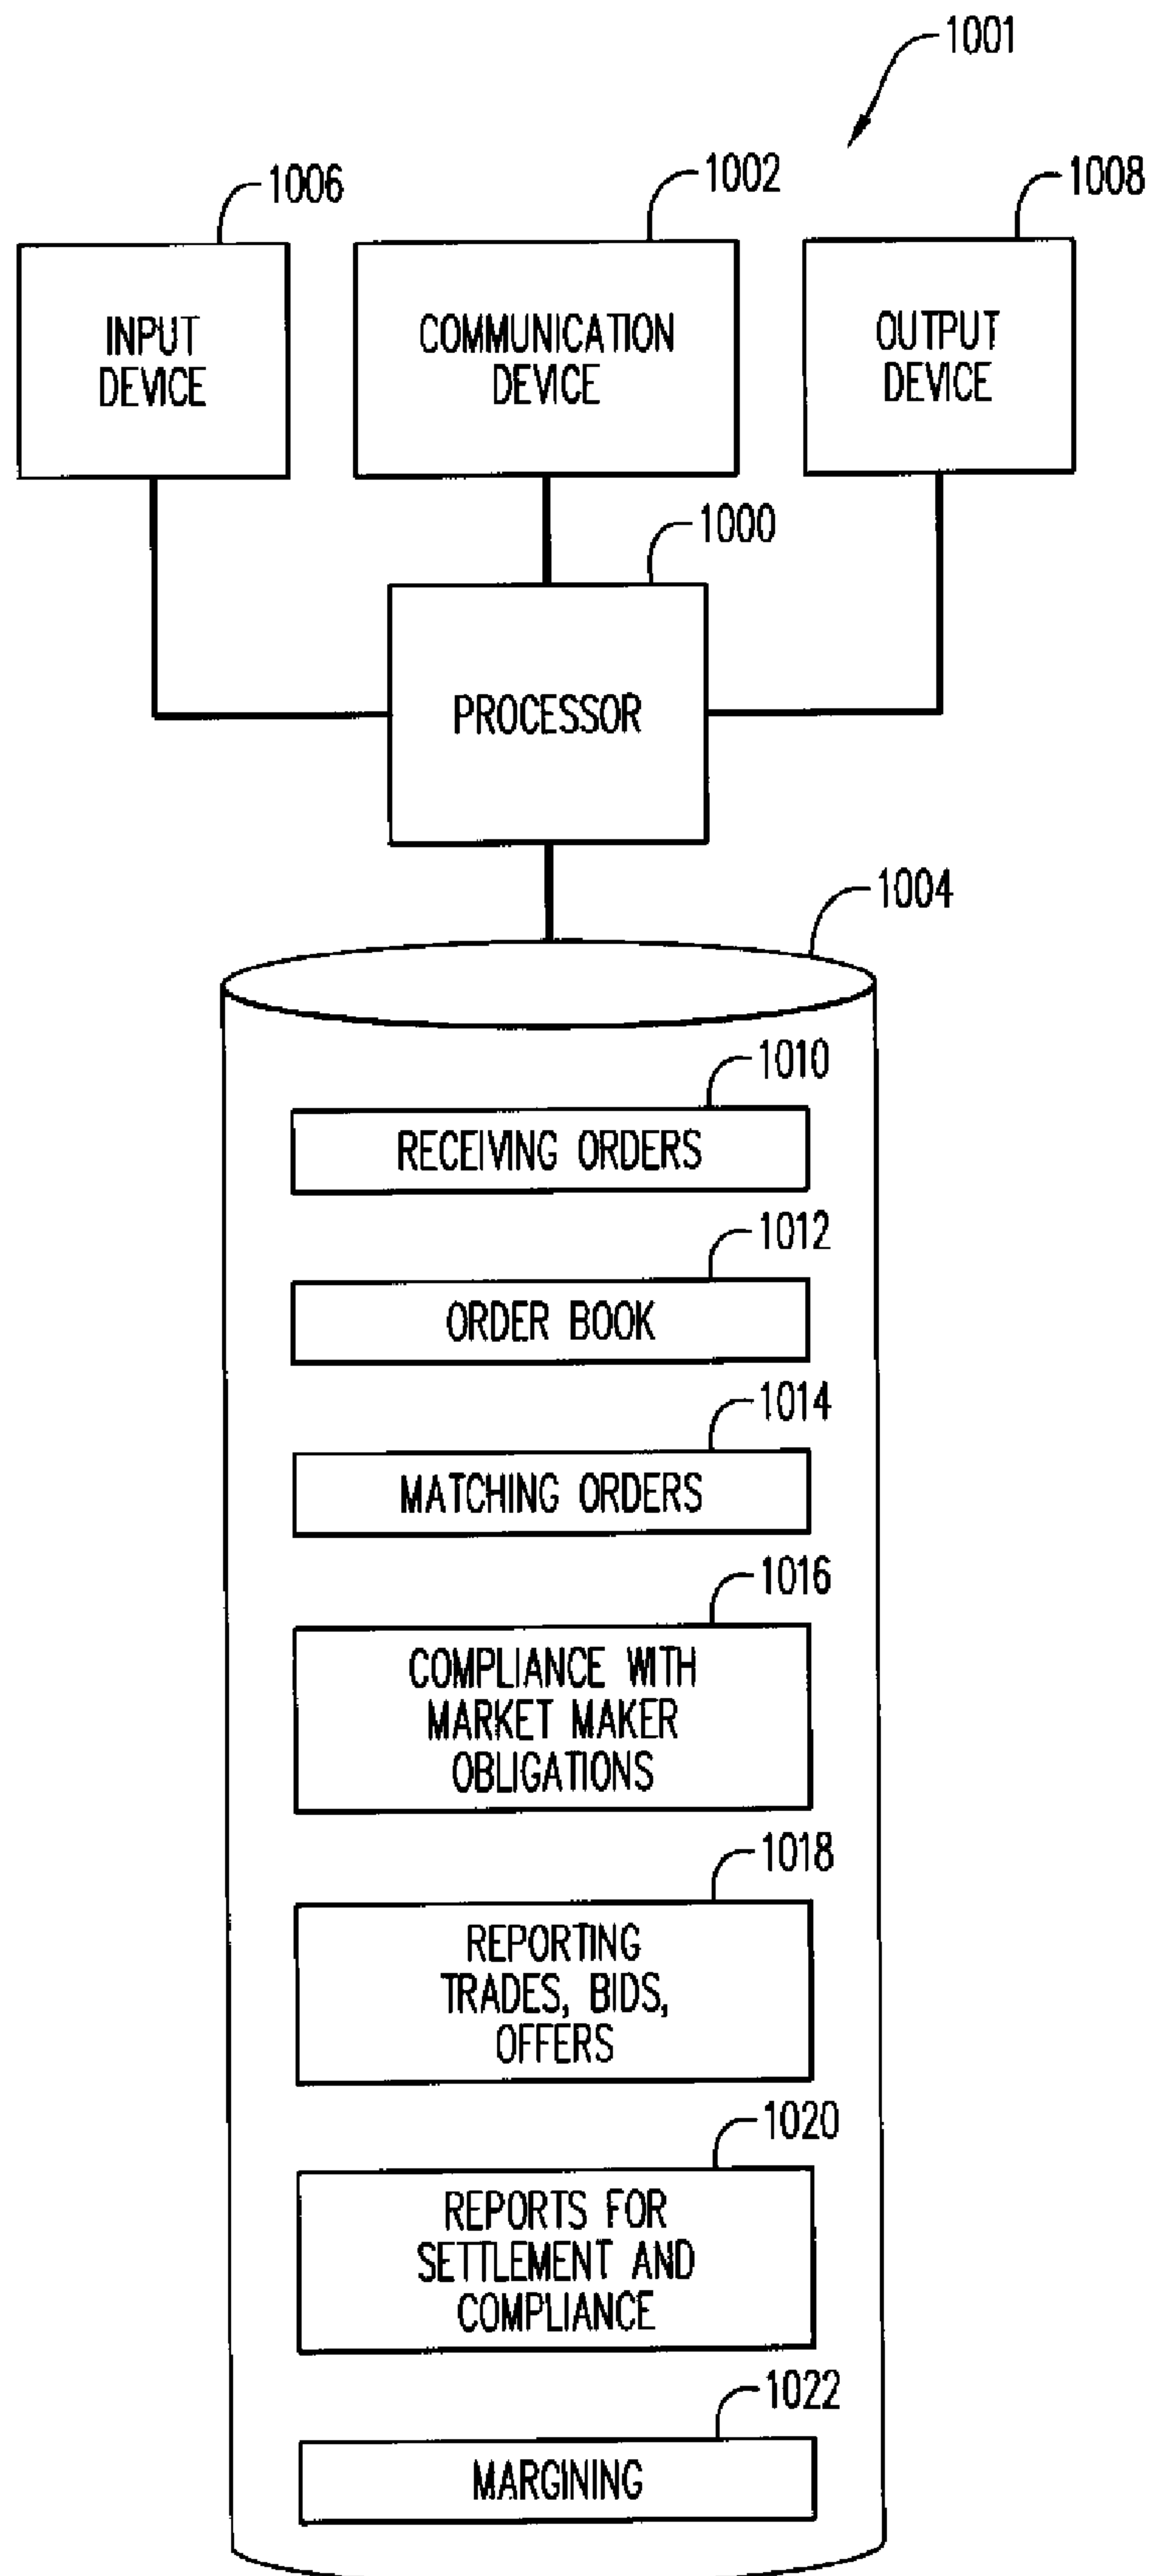 1001
1006
1002
1008
INPUT
DEVICE
COMMUNICATION
DEVICE
OUTPUT
DEVICE
1000
PROCESSOR
1004
1010
RECEIVING ORDERS
1012
ORDER BOOK
1014
MATCHING ORDERS
1016
COMPLIANCE WITH
MARKET MAKER
OBLIGATIONS
1018
REPORTING
TRADES, BIDS,
OFFERS
1020
REPORTS FOR
SETTLEMENT AND
COMPLIANCE
1022
MARGINING